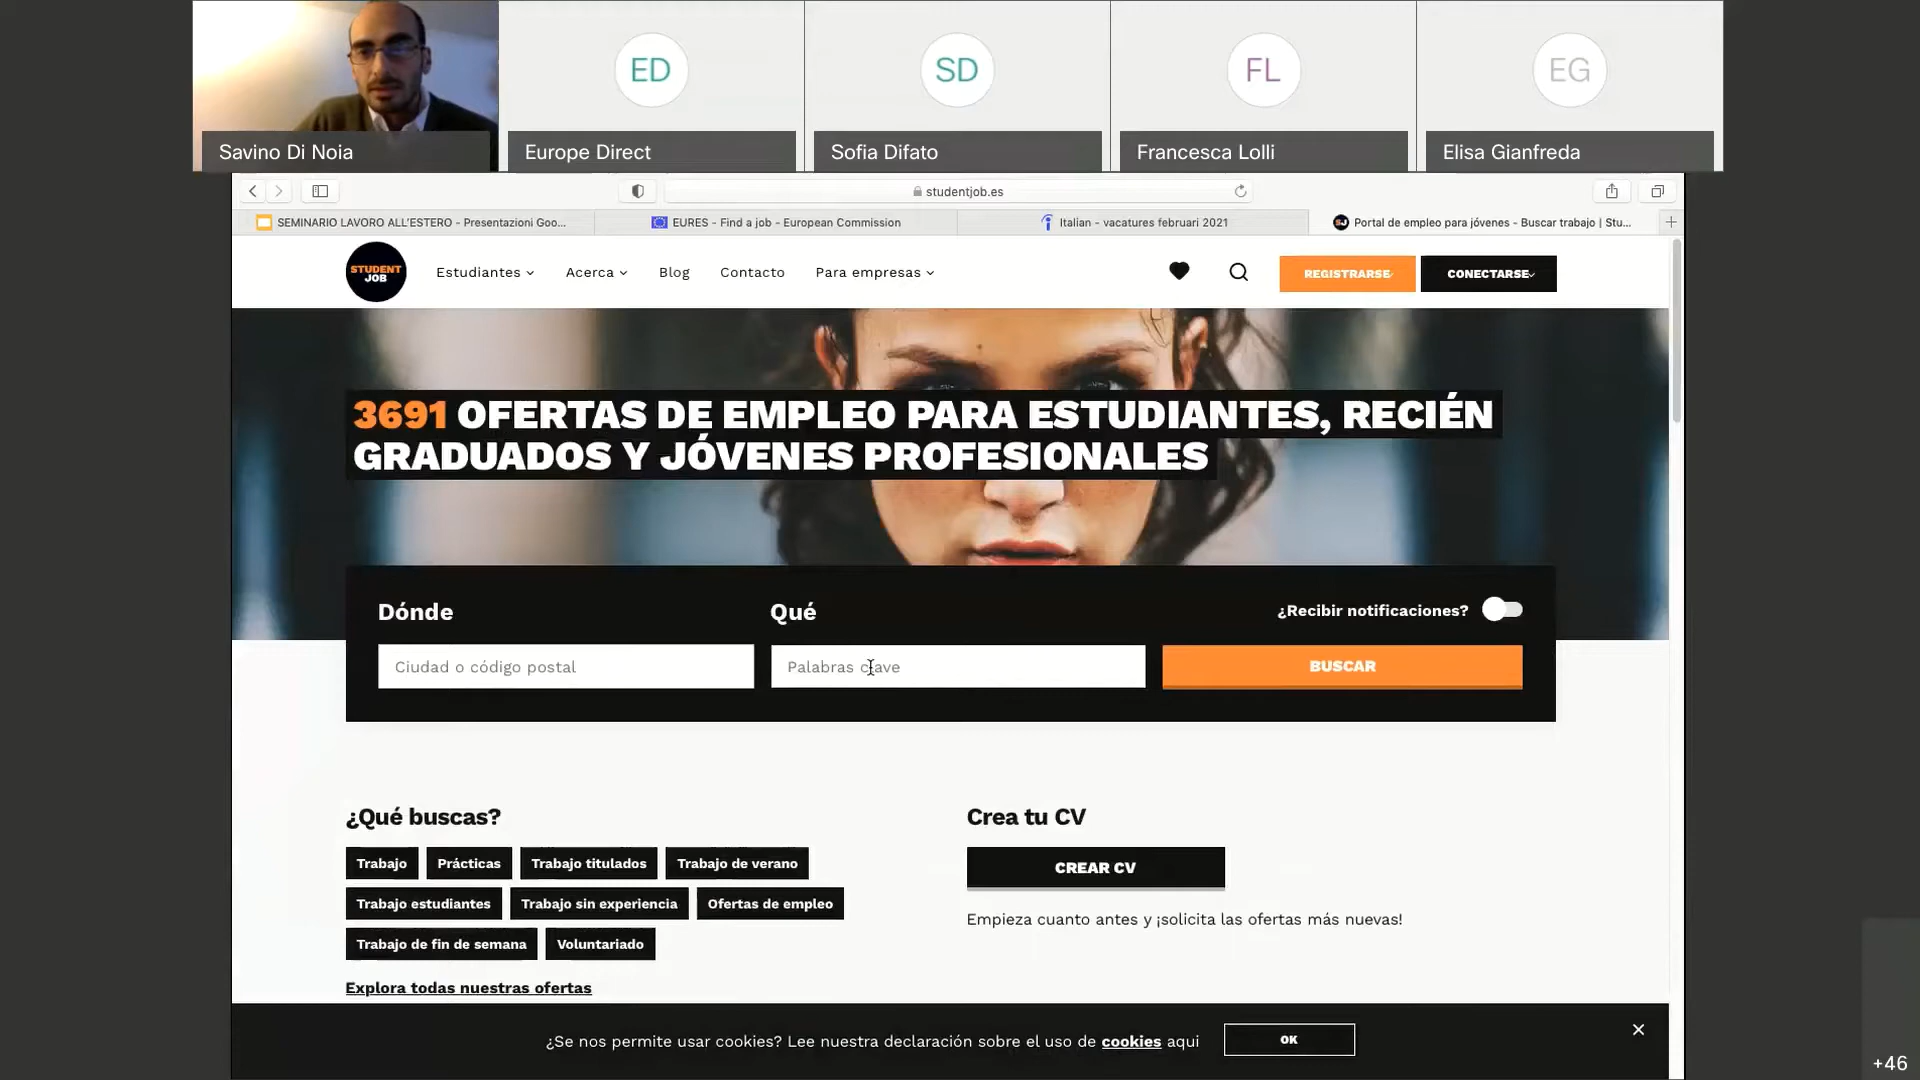 ED
SD
FL
EG
Savino Di Noia
Europe Direct
Sofia Difato
Francesca Lolli
Elisa Gianfreda
studentjob.es
SEMINARIO LAVORO ALL'ESTERO - Presentazioni Goo...
EURES - Find a job - European Commission
Italian - vacatures februari 2021
Portal de empleo para jóvenes - Buscar trabajo | Stu...
STUDENT
JOB
Estudiantes
Acerca
Blog
Contacto
Para empresas
REGISTRARSE
CONECTARSE
3691 OFERTAS DE EMPLEO PARA ESTUDIANTES, RECIÉN
GRADUADOS Y JÓVENES PROFESIONALES
Dónde
Qué
¿Recibir notificaciones?
Ciudad o código postal
Palabras clave
BUSCAR
¿Qué buscas?
Trabajo
Prácticas
Trabajo titulados
Trabajo de verano
Trabajo estudiantes
Trabajo sin experiencia
Ofertas de empleo
Trabajo de fin de semana
Voluntariado
Explora todas nuestras ofertas
Crea tu CV
CREAR CV
Empieza cuanto antes y ¡solicita las ofertas más nuevas!
¿Se nos permite usar cookies? Lee nuestra declaración sobre el uso de cookies aqui
OK
+46